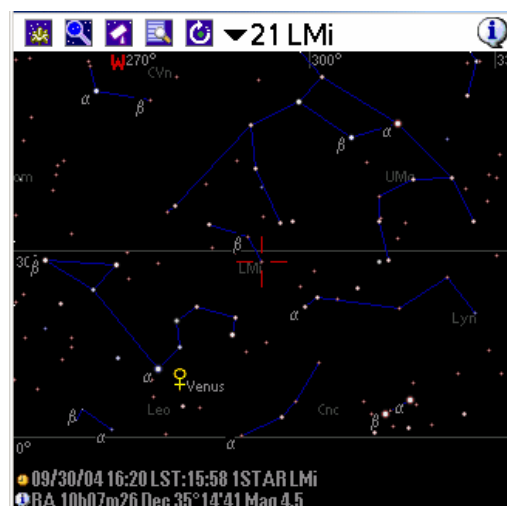 21 LMi
W 270° 300° 33
CVn
α
β
α
β
om
UMa
β
LMi
30°
β
α
Lyn
α
Venus
Leo
Cnc
α
β
β
α
α
0°
09/30/04 16:20 LST:15:58 1STAR LMi
RA 10h07m26 Dec 35°14'41 Mag 4.5